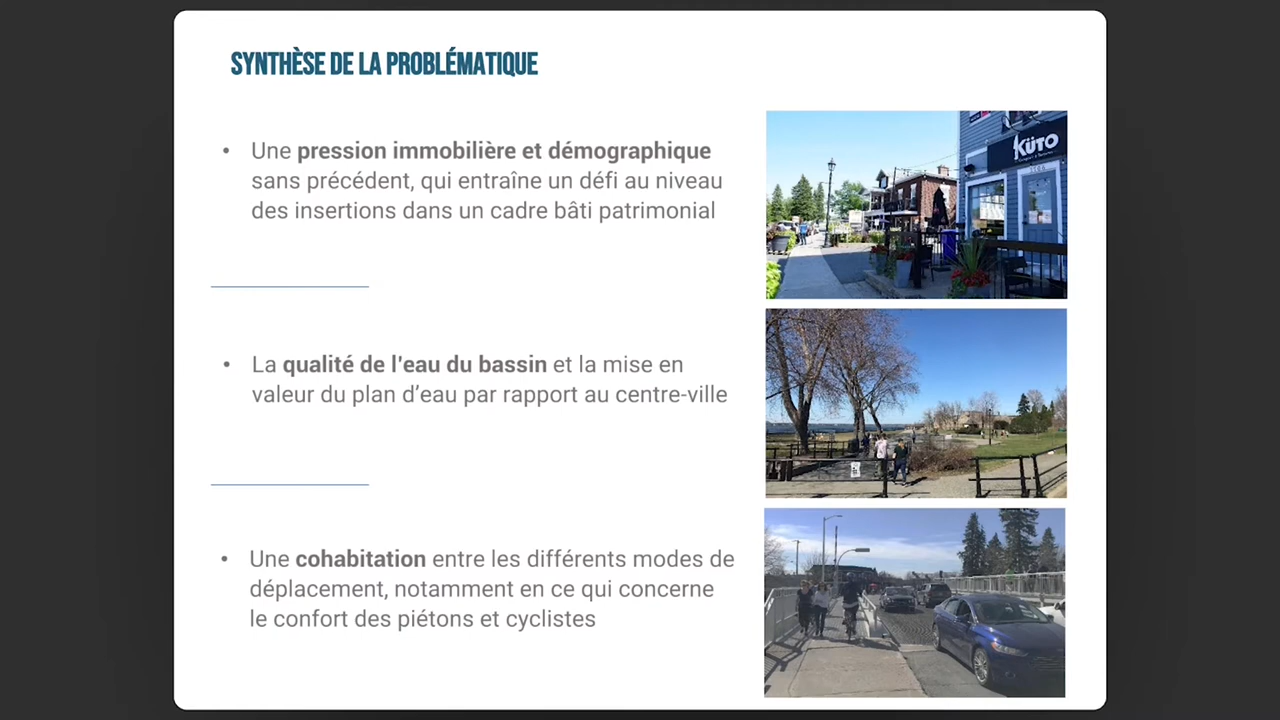 SYNTHÈSE DE LA PROBLÉMATIQUE
• Une pression immobilière et démographique
sans précédent, qui entraîne un défi au niveau
des insertions dans un cadre bâti patrimonial
KÜTO
• La qualité de l'eau du bassin et la mise en
valeur du plan d’eau par rapport au centre-ville
• Une cohabitation entre les différents modes de
déplacement, notamment en ce qui concerne
le confort des piétons et cyclistes